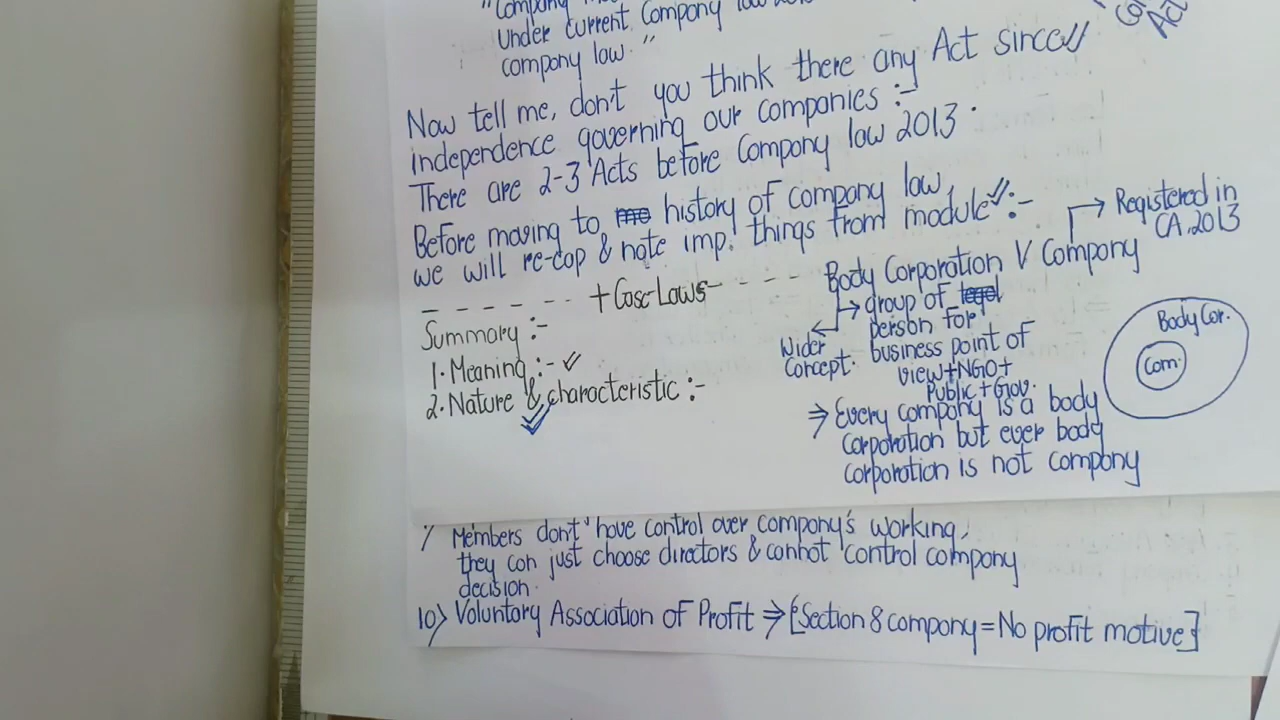 "Company
Under current Company law
company law."
Act
Now tell me, don't you think there any Act since
independence governing our companies :-
There are 2-3 Acts before Company law 2013.
Before moving to history of company law,
we will re-cap & note imp. things from module :-
+ Case Laws
Summary :-
1. Meaning :-
2. Nature & characteristic :-
Body Corporation V Company
Registered in
CA.2013
Wider
concept.
group of legal
person for
business point of
view+NGO+
Public+Gov.
Body Cor.
Com.
⇒ Every company is a body
corporation but ever body
corporation is not company
Members don't have control over company's working,
they can just choose directors & cannot control company
decision.
10) Voluntary Association of Profit ⇒ [Section 8 company = No profit motive]